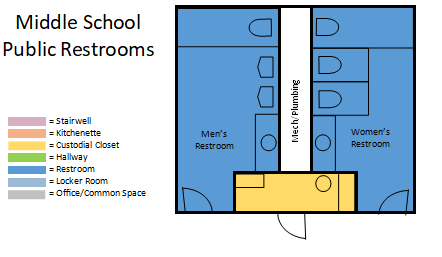 Middle School
Public Restrooms
= Stairwell
= Kitchenette
= Custodial Closet
= Hallway
= Restroom
= Locker Room
= Office/Common Space
Men's
Restroom
Mech/Plumbing
Women's
Restroom